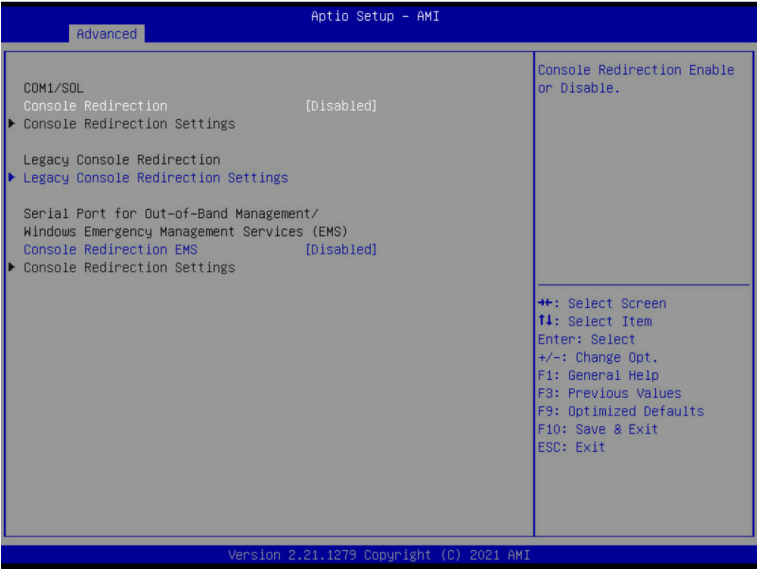 Aptio Setup – AMI
Advanced
COM1/SOL
Console Redirection [Disabled]
▶ Console Redirection Settings
Legacy Console Redirection
▶ Legacy Console Redirection Settings
Serial Port for Out-of-Band Management/
Windows Emergency Management Services (EMS)
Console Redirection EMS [Disabled]
▶ Console Redirection Settings
Console Redirection Enable
or Disable.
→←: Select Screen
↑↓: Select Item
Enter: Select
+/-: Change Opt.
F1: General Help
F3: Previous Values
F9: Optimized Defaults
F10: Save & Exit
ESC: Exit
Version 2.21.1279 Copyright (C) 2021 AMI